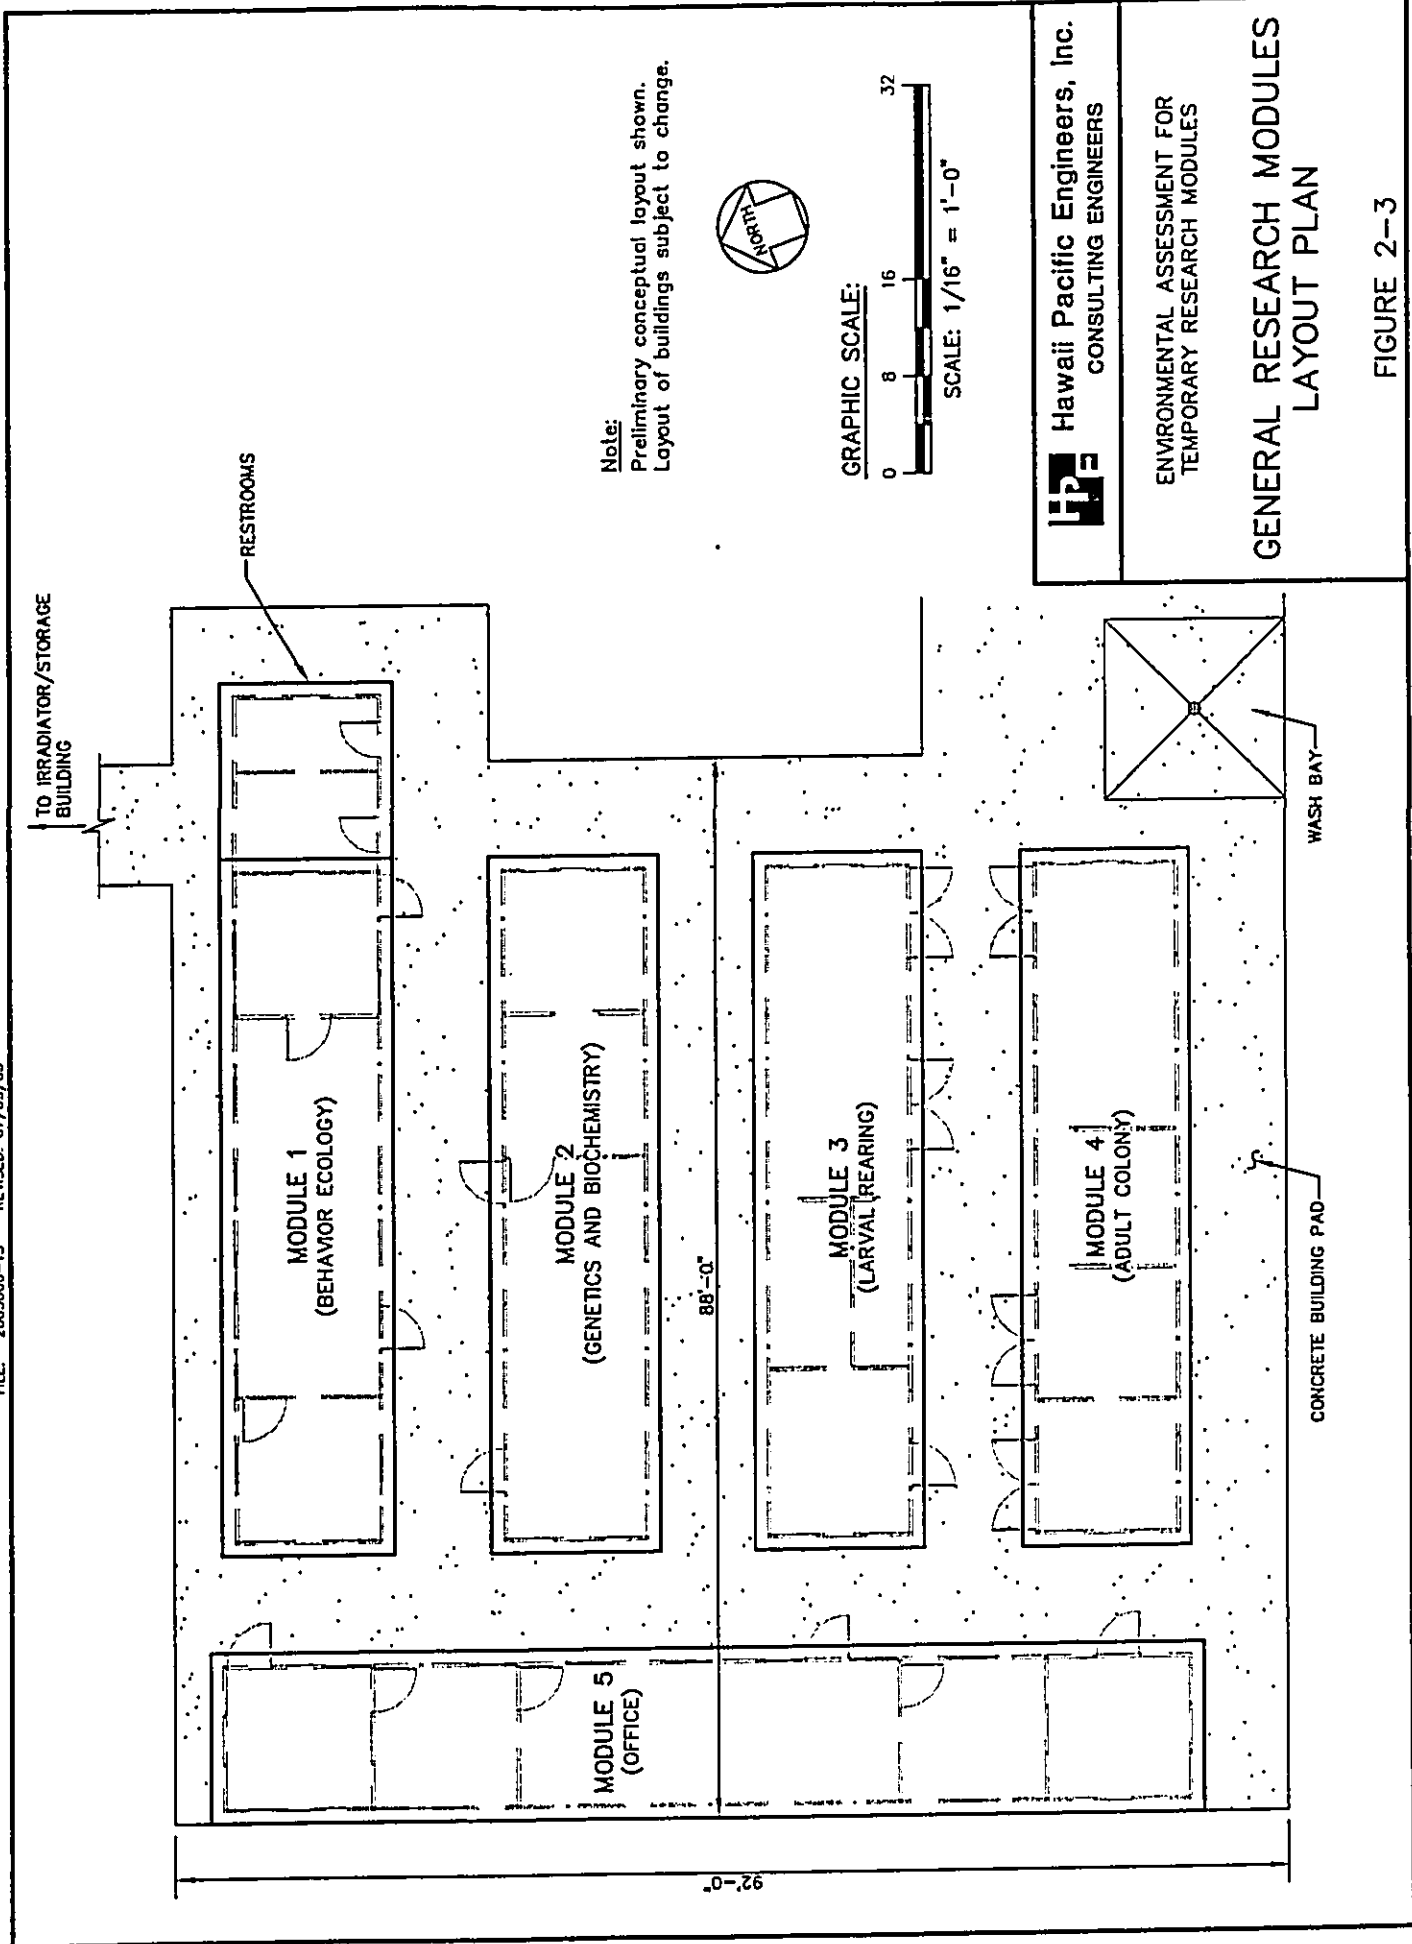 TO IRRADIATOR/STORAGE
BUILDING
RESTROOMS
MODULE 1
(BEHAVIOR ECOLOGY)
MODULE 2
(GENETICS AND BIOCHEMISTRY)
88'-0"
MODULE 3
(LARVAL REARING)
MODULE 4
(ADULT COLONY)
MODULE 5
(OFFICE)
92'-0"
CONCRETE BUILDING PAD
WASH BAY
Note:
Preliminary conceptual layout shown.
Layout of buildings subject to change.
NORTH
GRAPHIC SCALE:
0 8 16 32
SCALE: 1/16" = 1'-0"
HPE Hawaii Pacific Engineers, Inc.
CONSULTING ENGINEERS
ENVIRONMENTAL ASSESSMENT FOR
TEMPORARY RESEARCH MODULES
GENERAL RESEARCH MODULES
LAYOUT PLAN
FIGURE 2-3